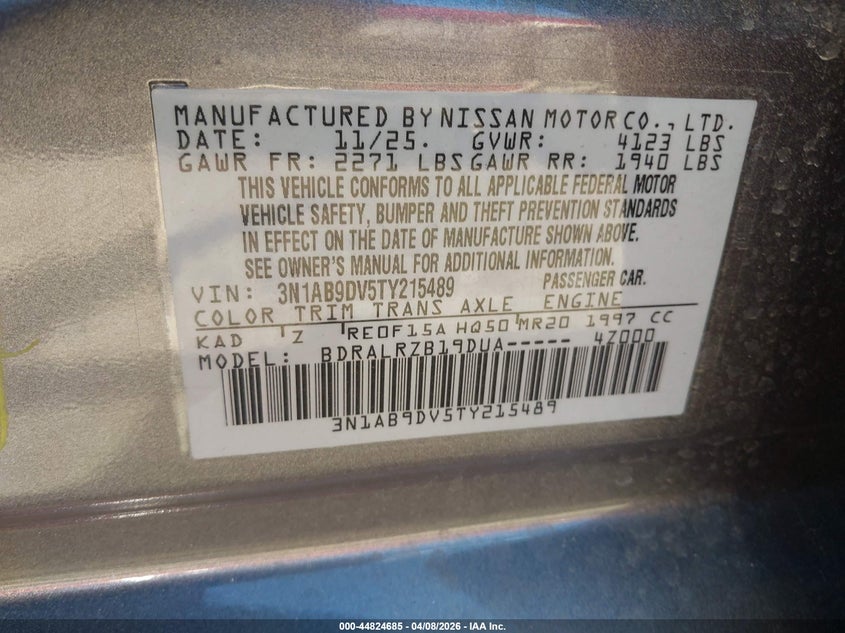 MANUFACTURED BY NISSAN MOTOR CO., LTD.
DATE: 11/25. GVWR: 4123 LBS
GAWR FR: 2271 LBS GAWR RR: 1940 LBS
THIS VEHICLE CONFORMS TO ALL APPLICABLE FEDERAL MOTOR
VEHICLE SAFETY, BUMPER AND THEFT PREVENTION STANDARDS
IN EFFECT ON THE DATE OF MANUFACTURE SHOWN ABOVE.
SEE OWNER'S MANUAL FOR ADDITIONAL INFORMATION.
VIN: 3N1AB9DV5TY215489 PASSENGER CAR.
COLOR TRIM TRANS AXLE ENGINE
KAD Z RE0F15A HQ50 MR20 1997 CC
MODEL: BDRALRZB19DUA----- 4Z000
3N1AB9DV5TY215489
000-44824685 04/08/2026 - IAA Inc.